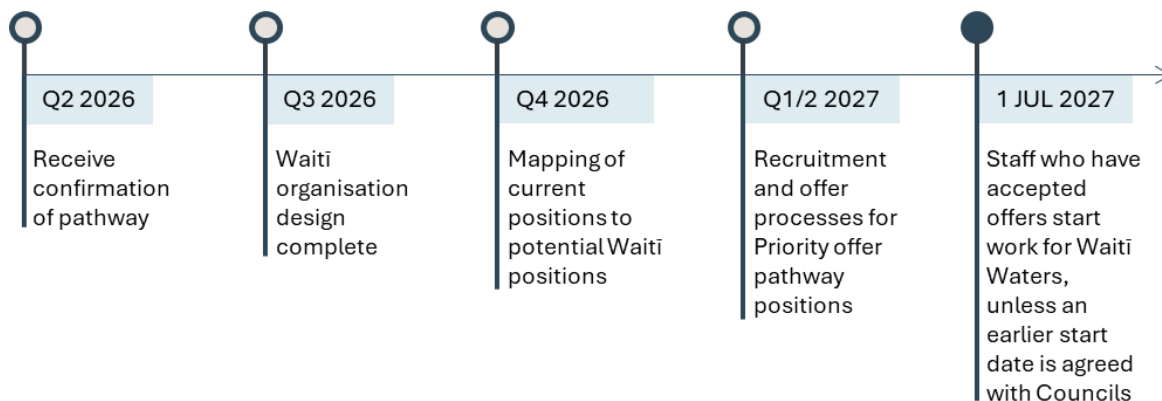 Q2 2026
Receive
confirmation
of pathway
Q3 2026
Waitī
organisation
design
complete
Q4 2026
Mapping of
current
positions to
potential Waitī
positions
Q1/2 2027
Recruitment
and offer
processes for
Priority offer
pathway
positions
1 JUL 2027
Staff who have
accepted
offers start
work for Waitī
Waters,
unless an
earlier start
date is agreed
with Councils